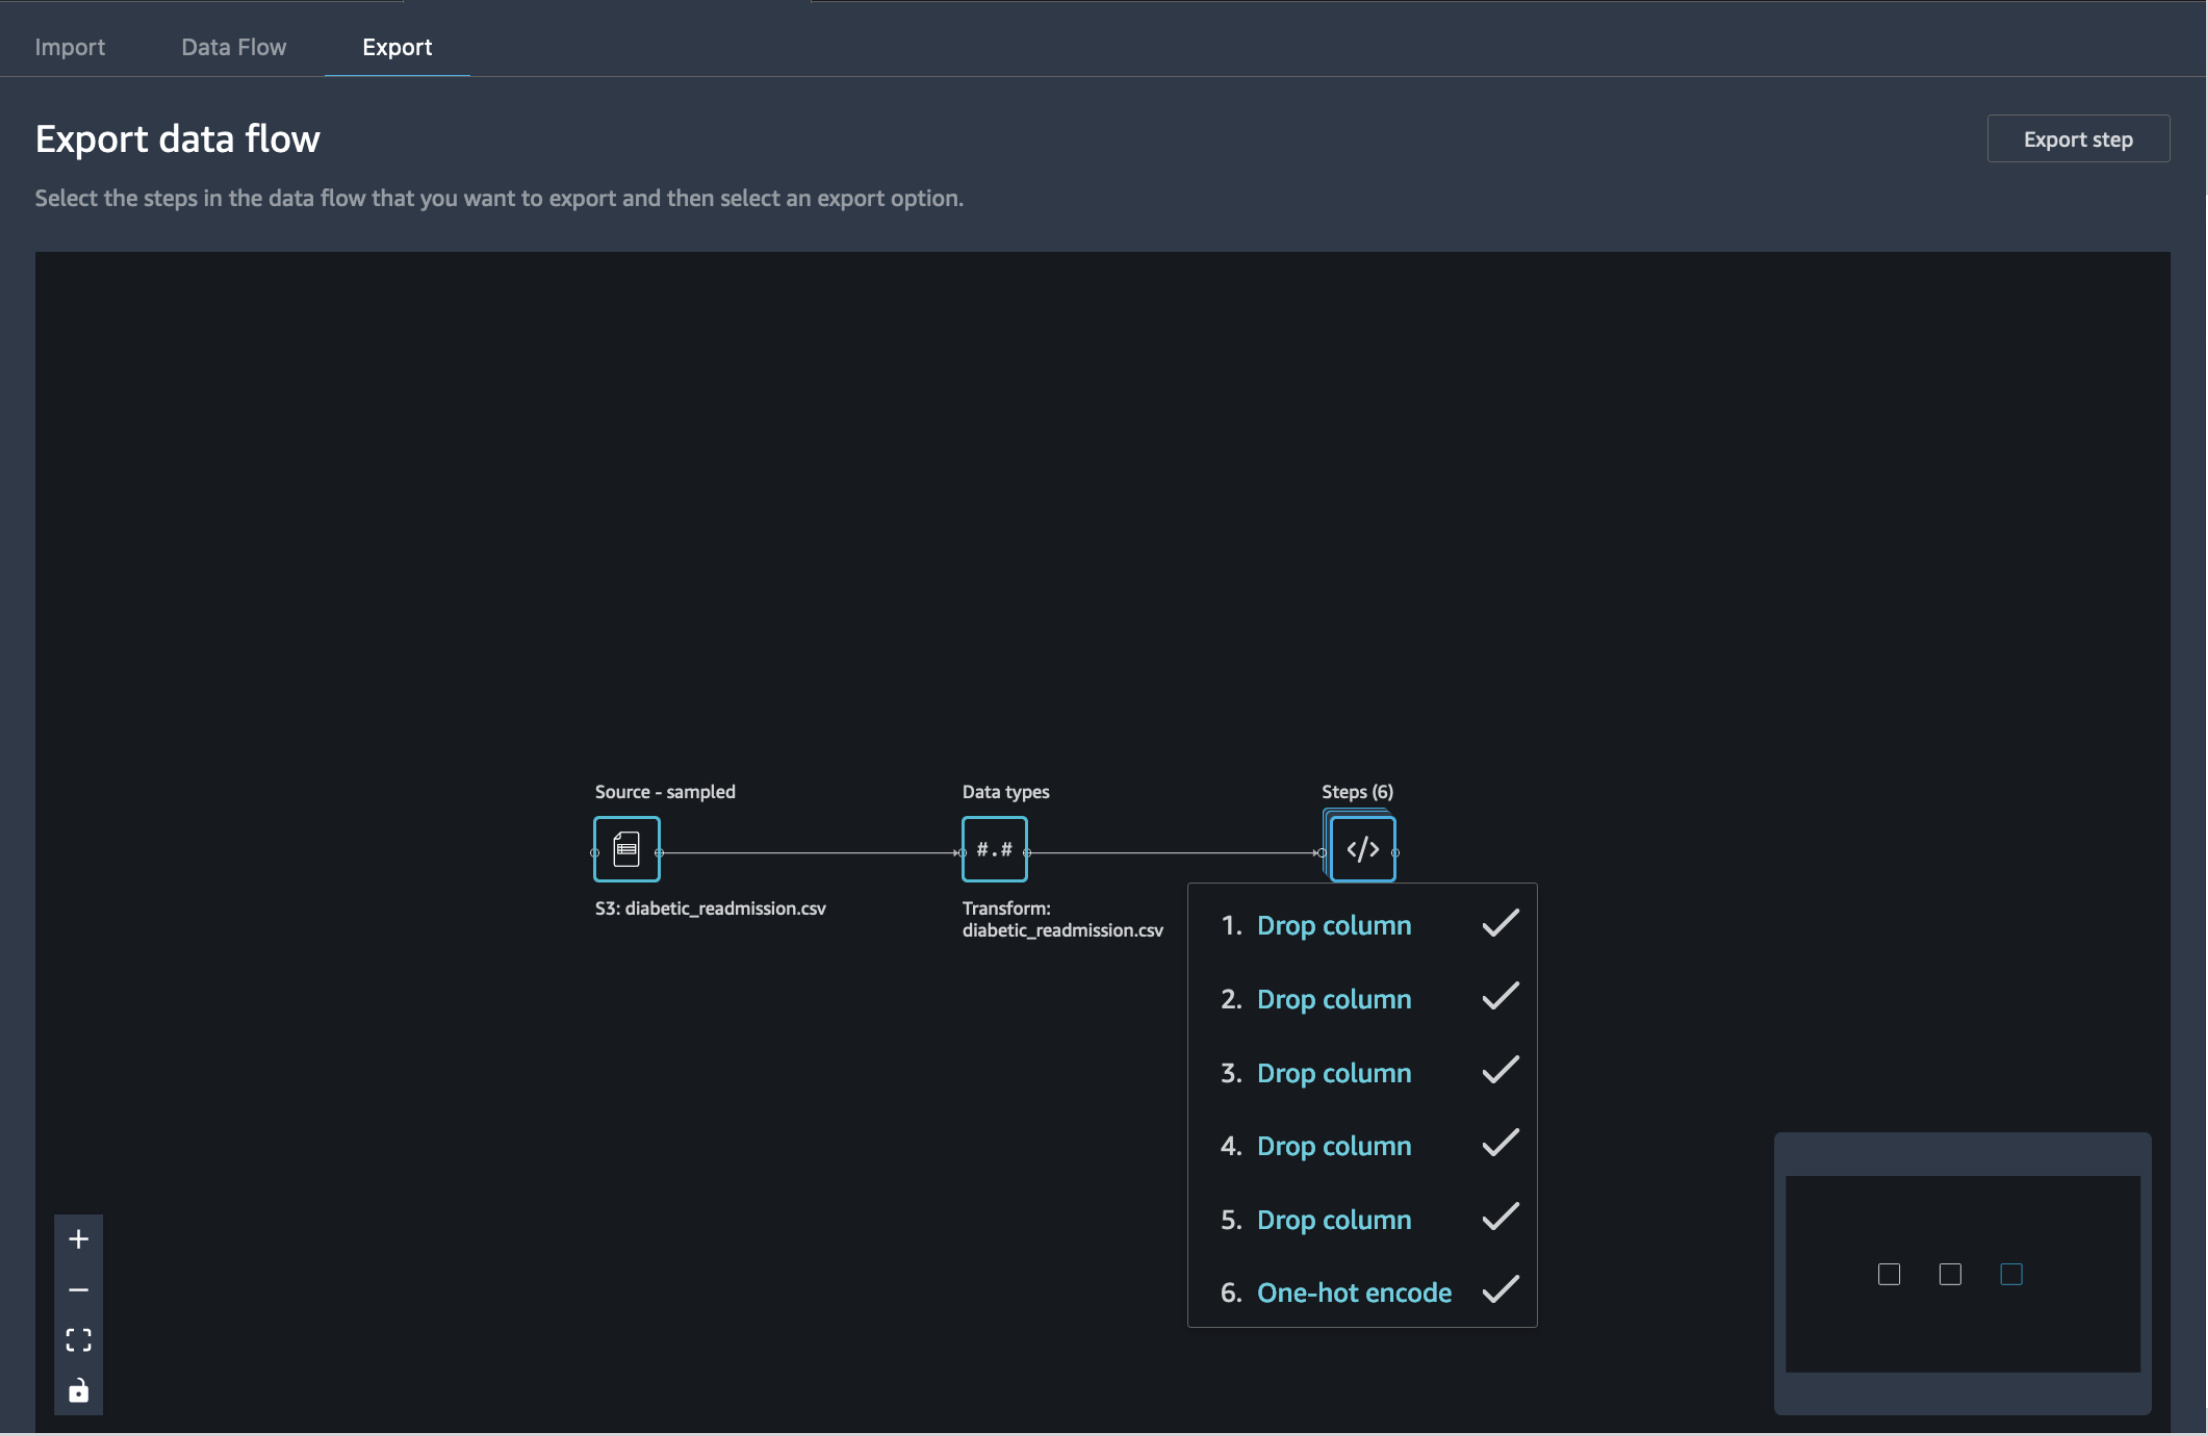 Import
Data Flow
Export
Export data flow
Export step
Select the steps in the data flow that you want to export and then select an export option.
Source - sampled
Data types
Steps (6)
#.#
</>
S3: diabetic_readmission.csv
Transform:
diabetic_readmission.csv
1. Drop column
2. Drop column
3. Drop column
4. Drop column
5. Drop column
6. One-hot encode